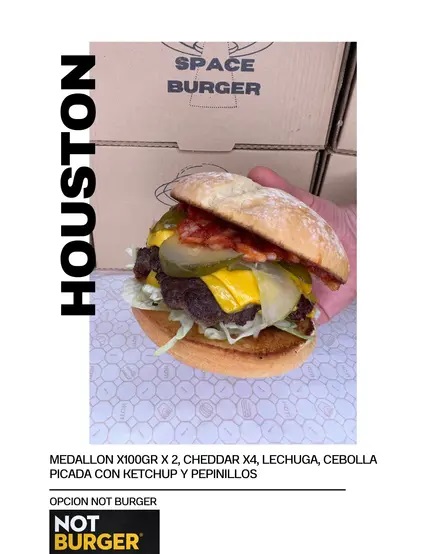 SPACE
BURGER
HOUSTON
MEDALLON X100GR X 2, CHEDDAR X4, LECHUGA, CEBOLLA
PICADA CON KETCHUP Y PEPINILLOS
OPCION NOT BURGER
NOT
BURGER